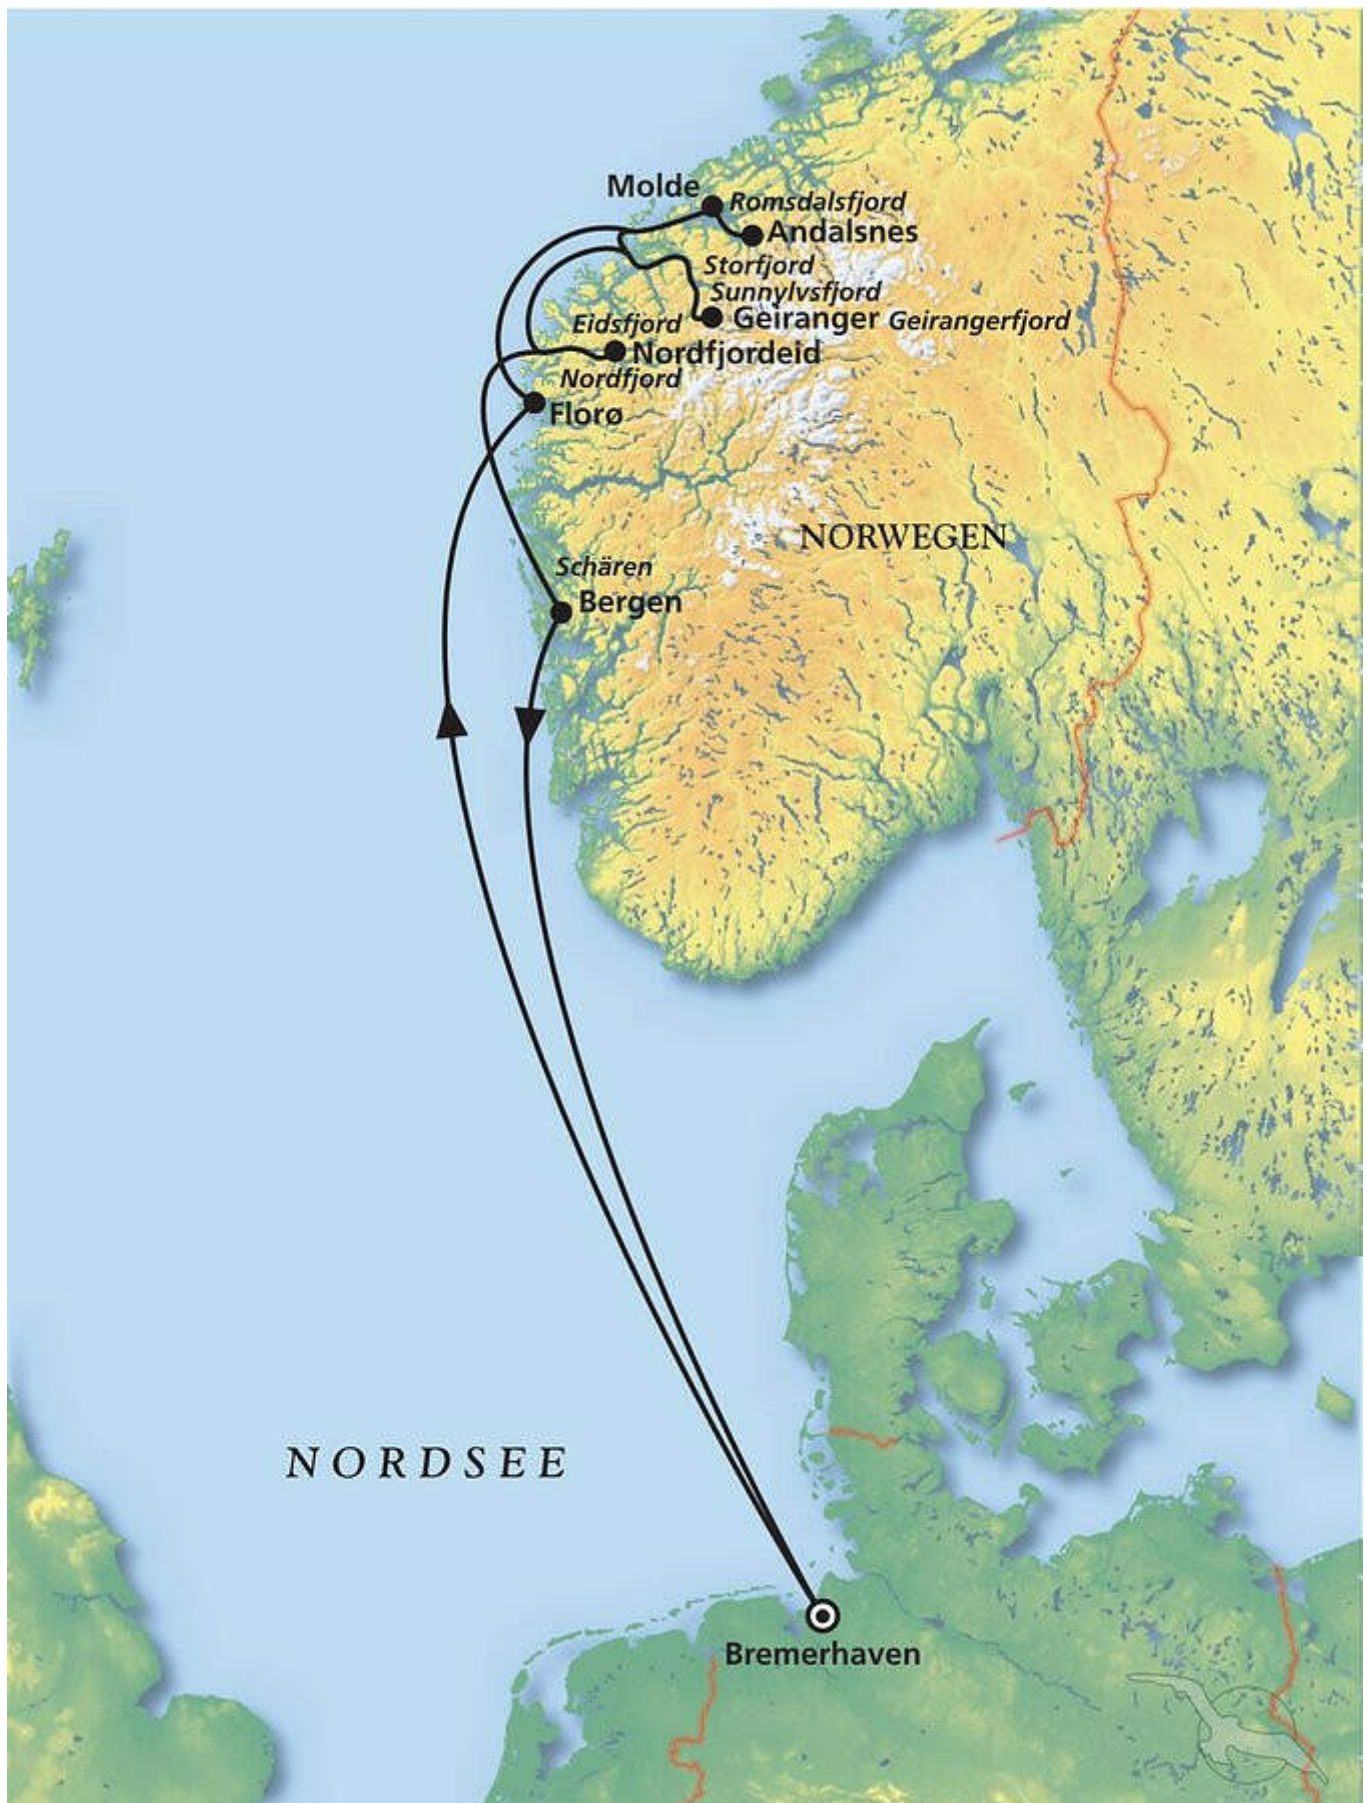 Molde
Romsdalsfjord
Andalsnes
Storfjord
Sunnylvsfjord
Geiranger Geirangerfjord
Eidsfjord
Nordfjordeid
Nordfjord
Florø
NORWEGEN
Schären
Bergen
NORDSEE
Bremerhaven